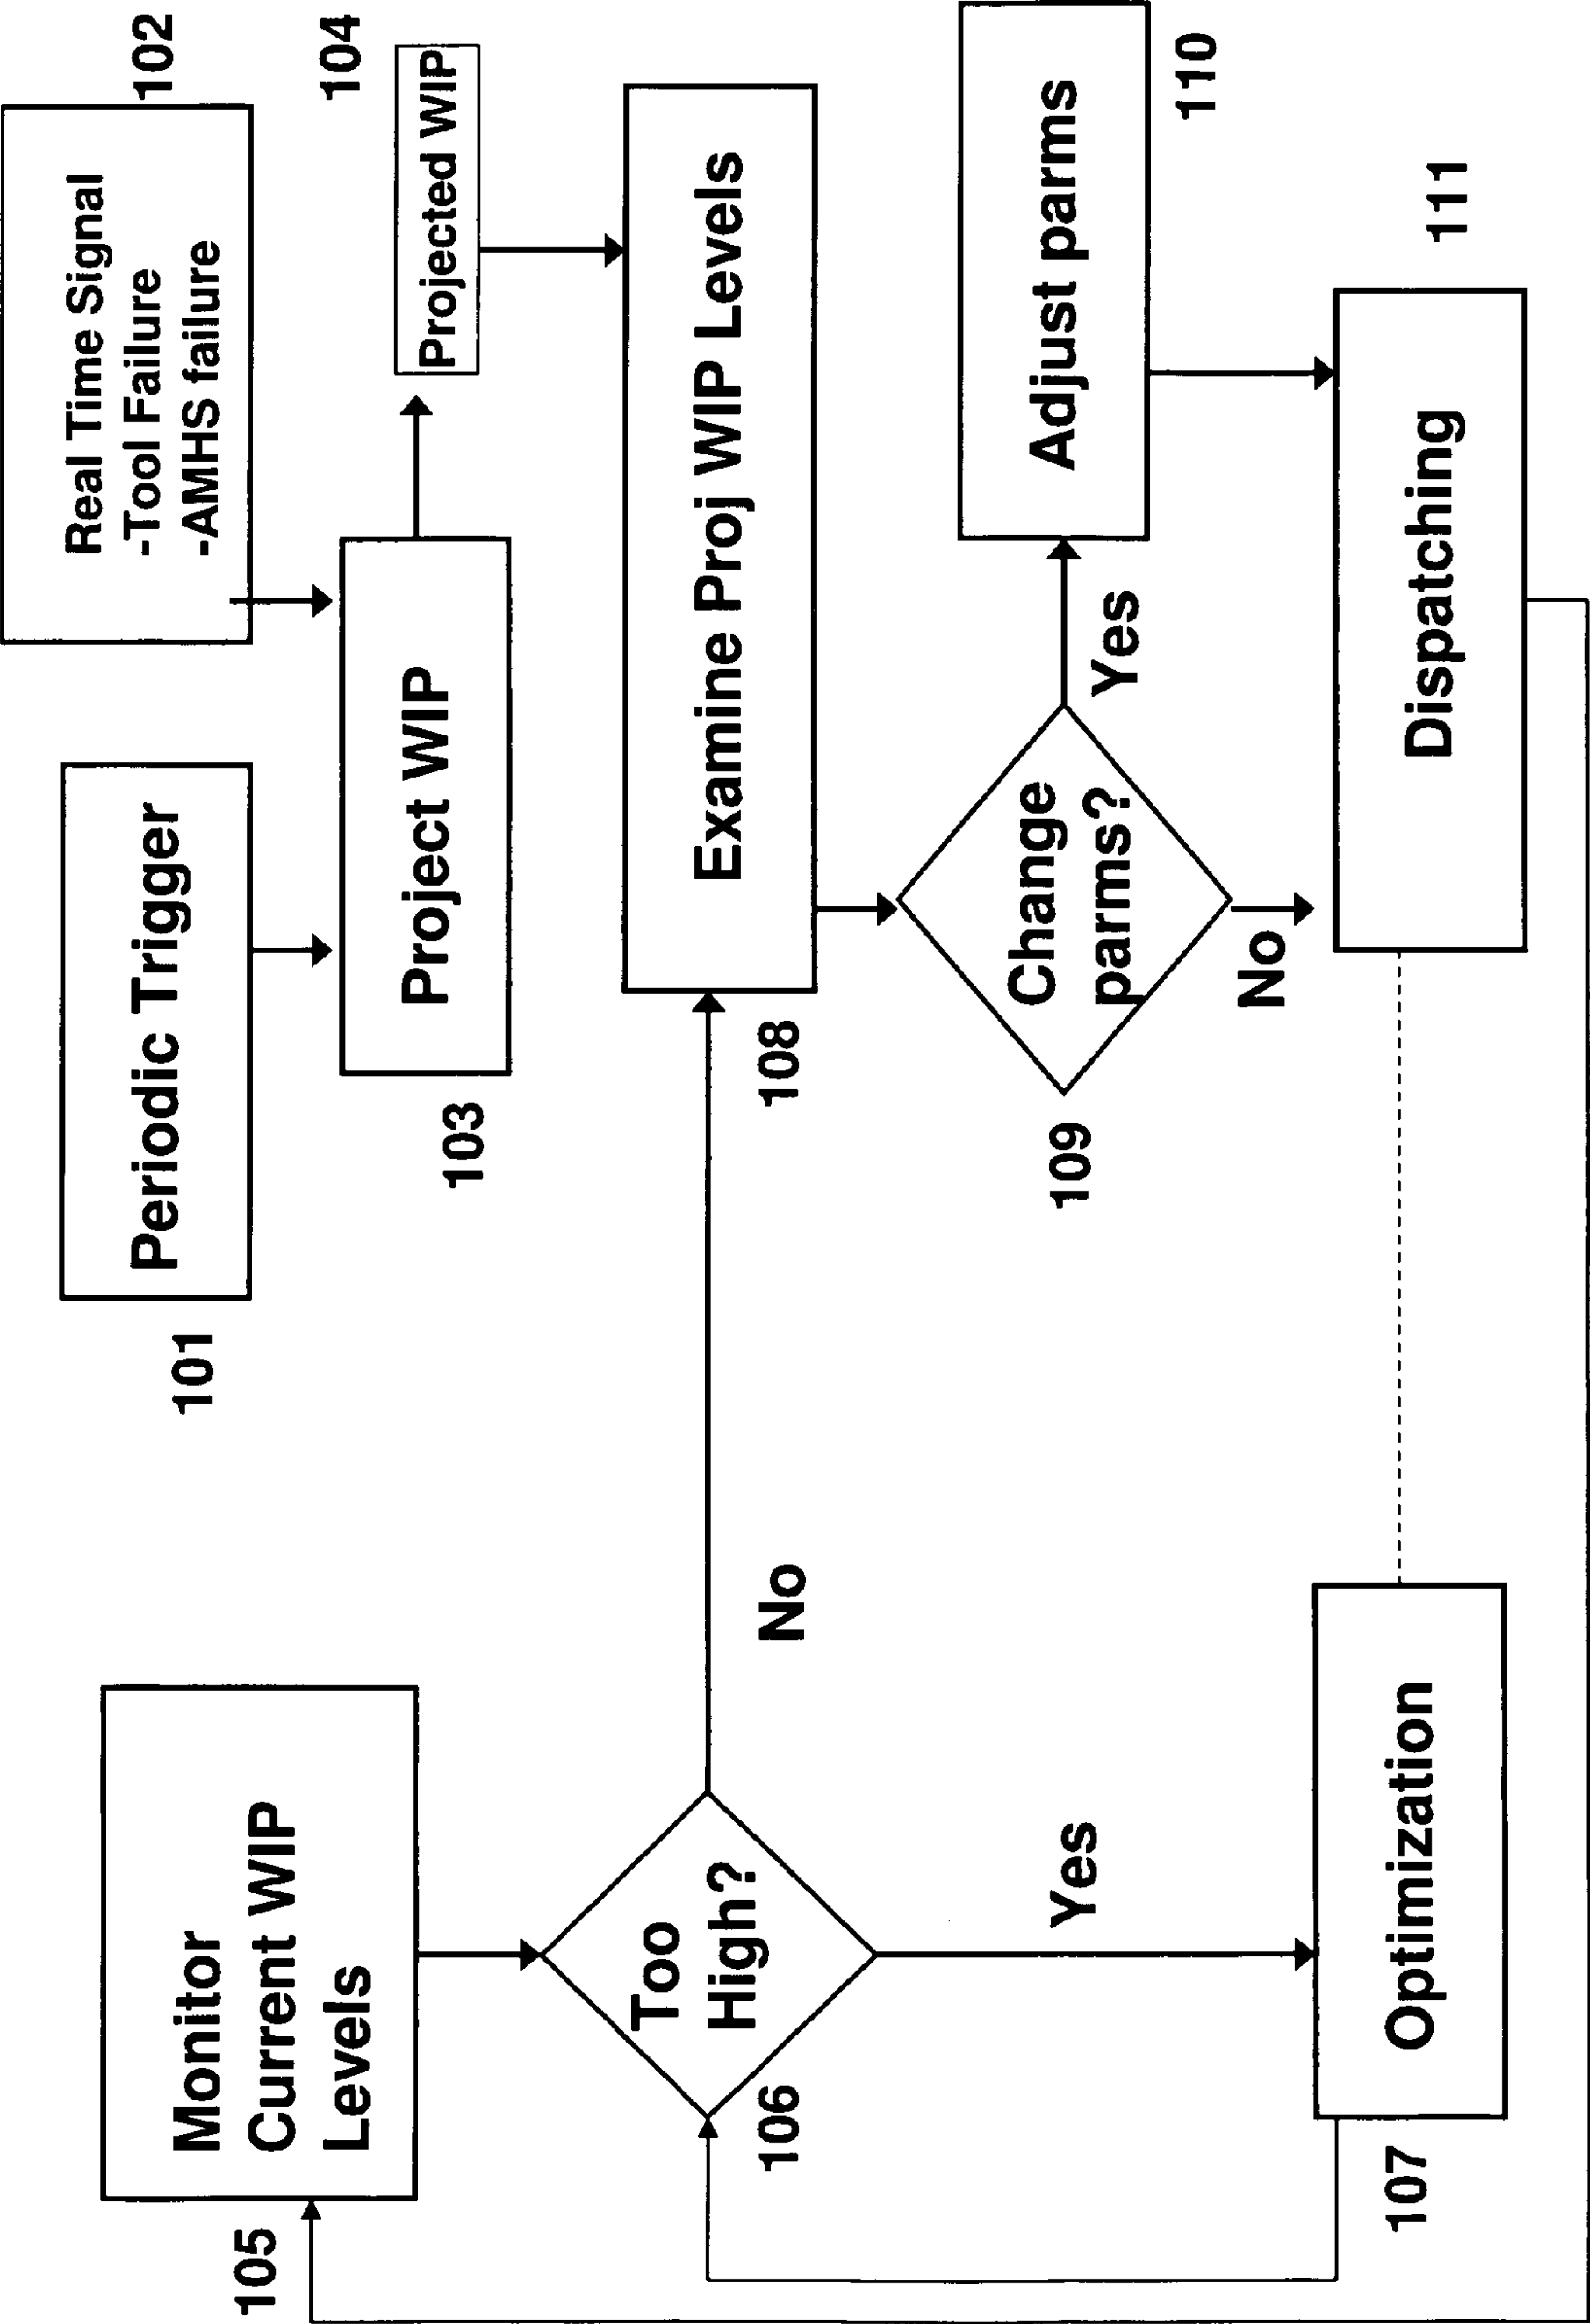 102
Real Time Signal
-Tool Failure
-AMHS failure
Periodic Trigger
101
104
Projected WIP
Project WIP
103
Monitor
Current WIP
Levels
105
Examine Proj WIP Levels
108
Too
High?
106
No
Yes
Change
parms?
109
Yes
No
Adjust parms
110
Optimization
107
Dispatching
111